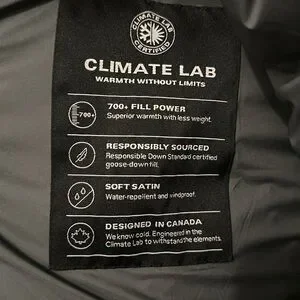 CLIMATE LAB
CERTIFIED
CLIMATE LAB
WARMTH WITHOUT LIMITS
700+
700+ FILL POWER
Superior warmth with less weight.
RESPONSIBLY SOURCED
Responsible Down Standard certified
goose-down fill.
SOFT SATIN
Water-repellent and windproof.
DESIGNED IN CANADA
We know cold. Engineered in the
Climate Lab to withstand the elements.